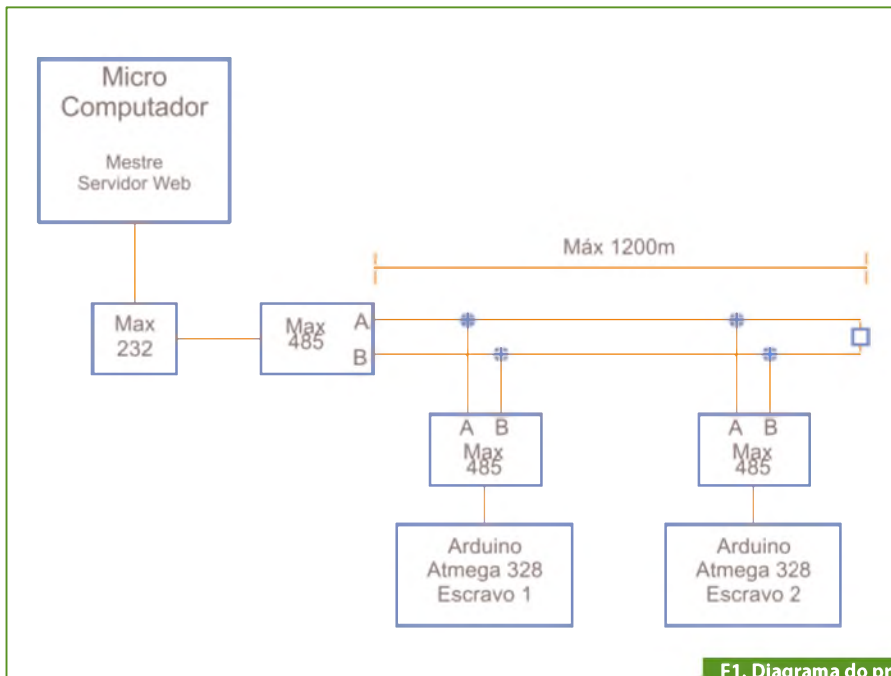 Micro
Computador
Mestre
Servidor Web
Máx 1200m
Max
232
Max
485
A
B
A B
Max
485
A B
Max
485
Arduino
Atmega 328
Escravo 1
Arduino
Atmega 328
Escravo 2
F1. Diagrama do